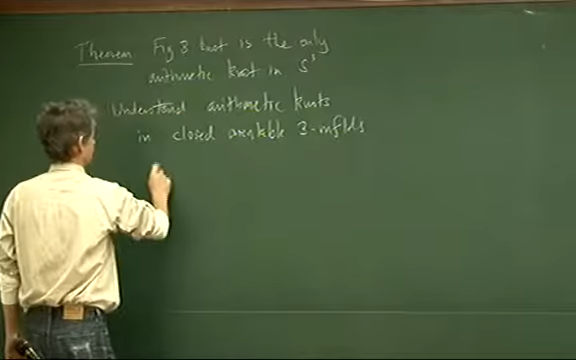 Theorem Fig 8 knot is the only
arithmetic knot in S³
Understand arithmetic knots
in closed orientable 3-mflds